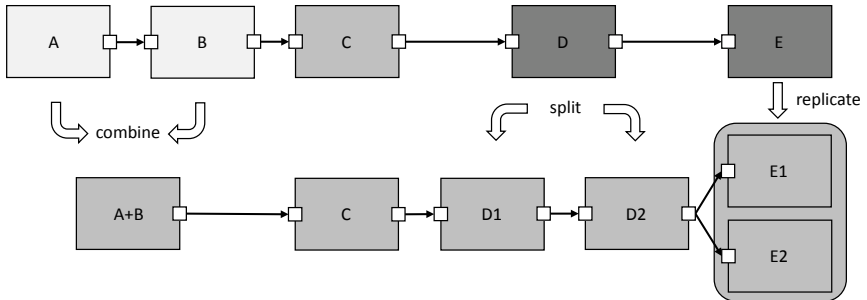 A
B
C
D
E
combine
split
replicate
A+B
C
D1
D2
E1
E2